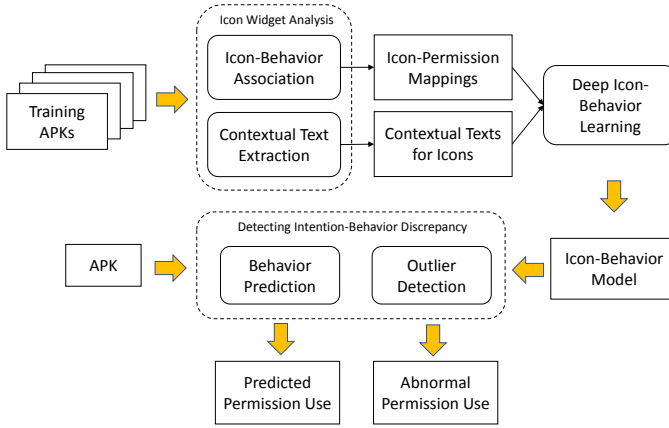 Icon Widget Analysis
Training
APKs
Icon-Behavior
Association
Icon-Permission
Mappings
Deep Icon-
Behavior
Learning
Contextual Text
Extraction
Contextual Texts
for Icons
Detecting Intention-Behavior Discrepancy
APK
Behavior
Prediction
Outlier
Detection
Icon-Behavior
Model
Predicted
Permission Use
Abnormal
Permission Use